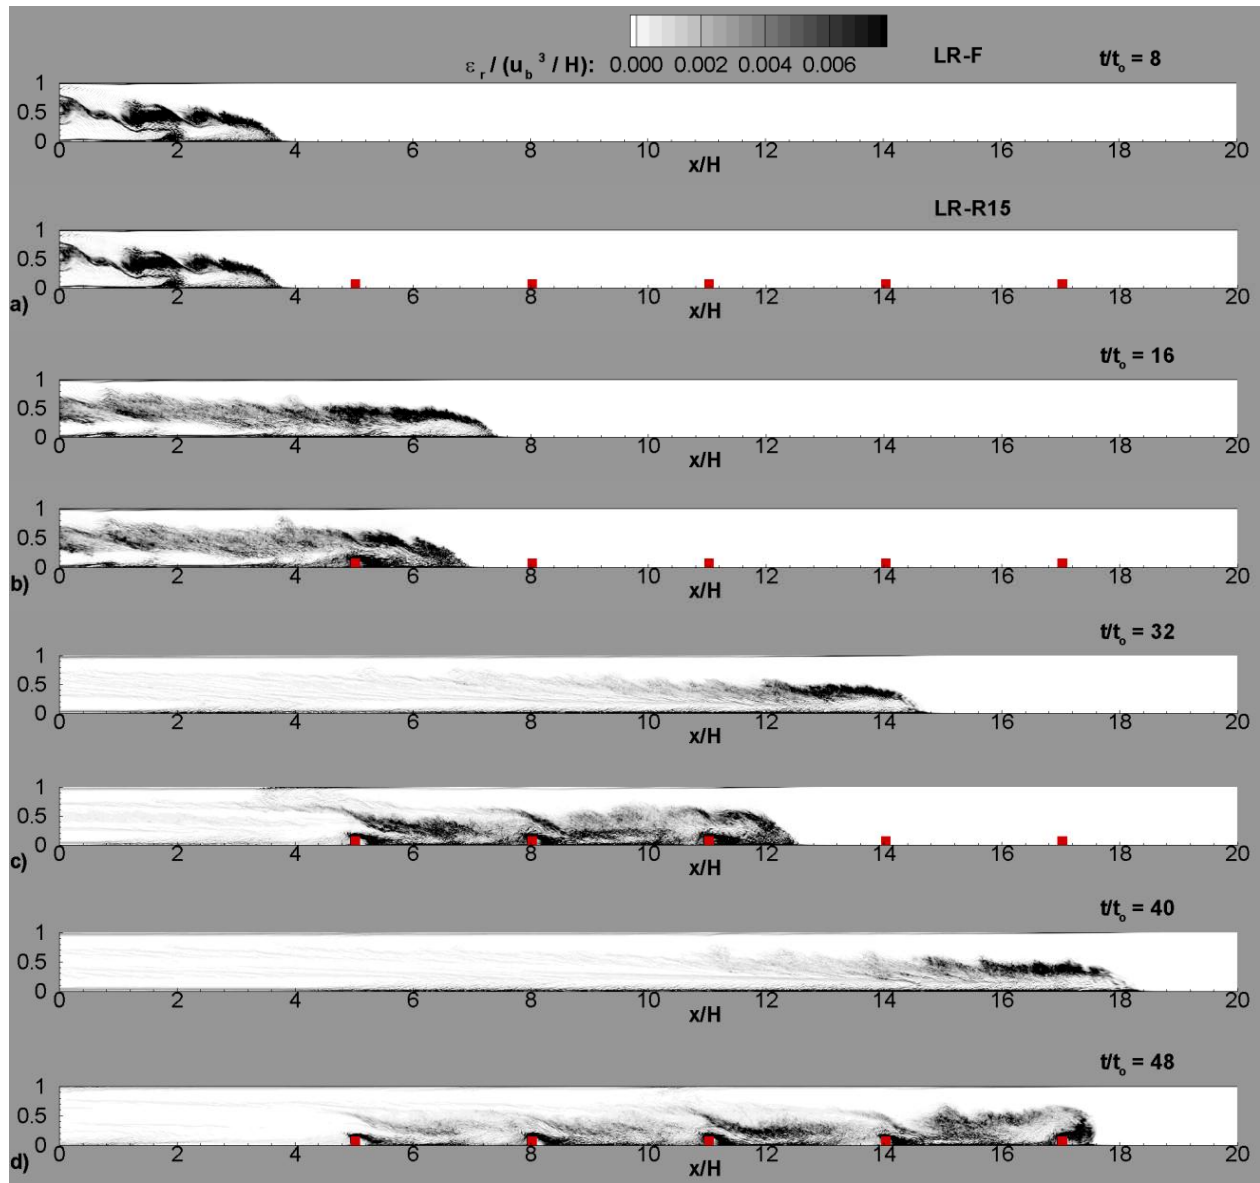 ε_r / (u_b^3 / H): 0.000 0.002 0.004 0.006
LR-F
t/t_o = 8
1
0.5
0
0 2 4 6 8 10 12 14 16 18 20
x/H
LR-R15
1
0.5
0
0 2 4 6 8 10 12 14 16 18 20
a)
x/H
t/t_o = 16
1
0.5
0
0 2 4 6 8 10 12 14 16 18 20
x/H
1
0.5
0
0 2 4 6 8 10 12 14 16 18 20
b)
x/H
t/t_o = 32
1
0.5
0
0 2 4 6 8 10 12 14 16 18 20
x/H
1
0.5
0
0 2 4 6 8 10 12 14 16 18 20
c)
x/H
t/t_o = 40
1
0.5
0
0 2 4 6 8 10 12 14 16 18 20
x/H
t/t_o = 48
1
0.5
0
0 2 4 6 8 10 12 14 16 18 20
d)
x/H